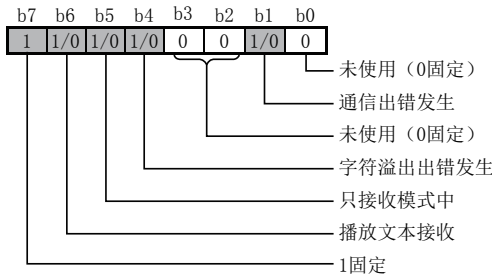 b7 b6 b5 b4 b3 b2 b1 b0
1 1/0 1/0 1/0 0 0 1/0 0
未使用（0固定）
通信出错发生
未使用（0固定）
字符溢出出错发生
只接收模式中
播放文本接收
1固定